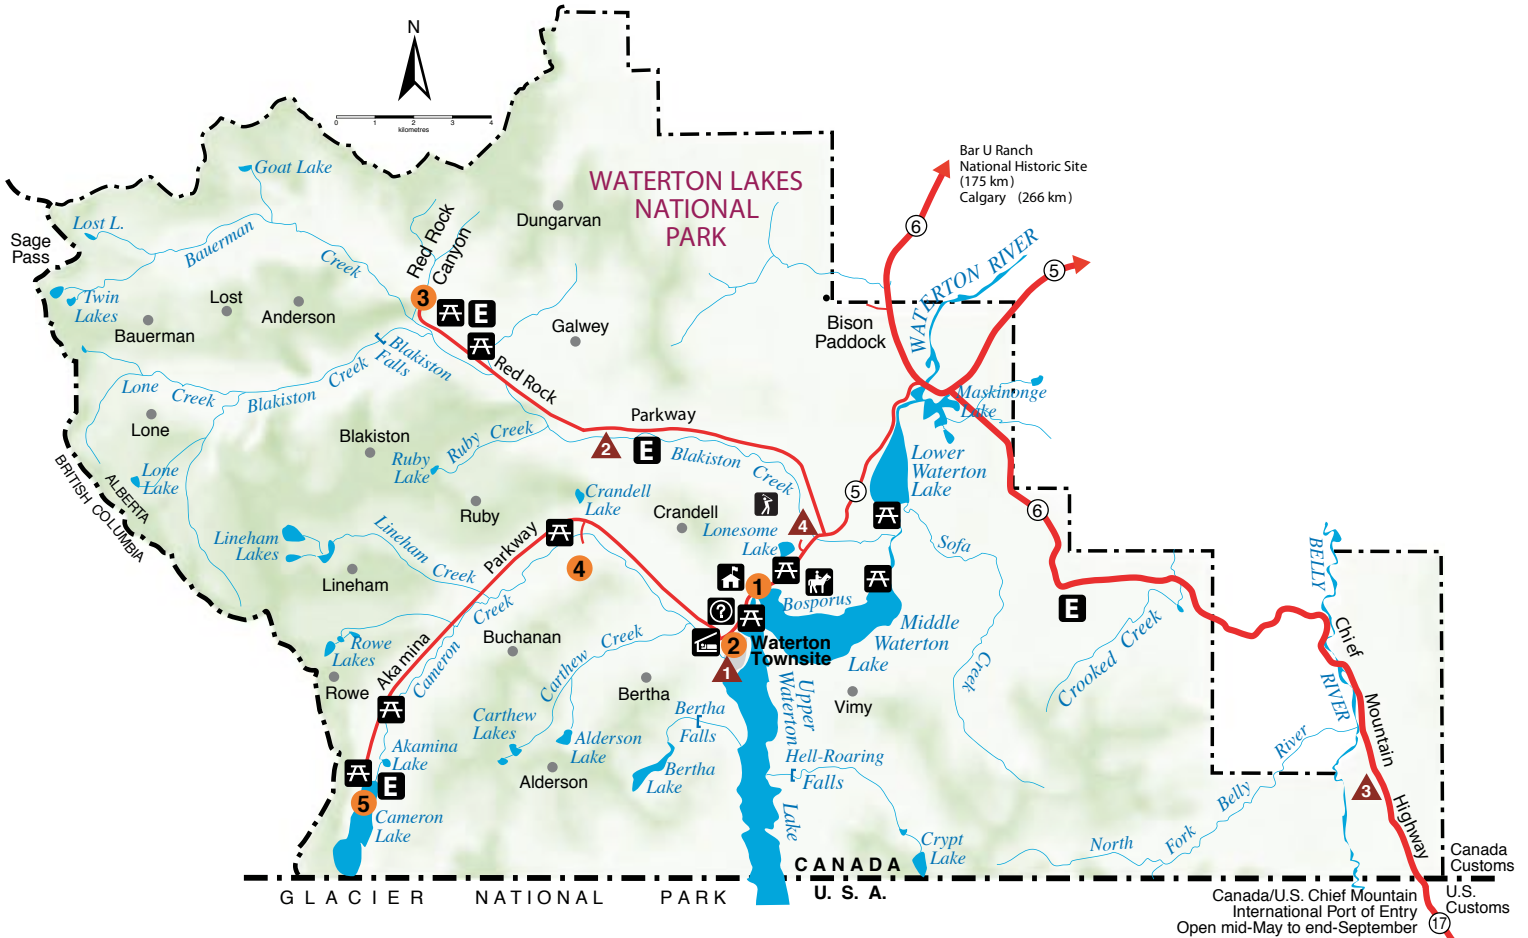 N
0 1 2 3 4
kilometres
Bar U Ranch
National Historic Site
(175 km)
Calgary (266 km)
WATERTON LAKES
NATIONAL
PARK
Goat Lake
Dungarvan
Red Rock
Canyon
Lost L.
Bauerman
Creek
Sage
Pass
6
WATERTON RIVER
5
Twin
Lakes
Lost
Anderson
Bauerman
3
E
Galwey
Bison
Paddock
Blakiston
Falls
Red Rock
Parkway
Lone
Creek
Blakiston
Creek
Maskinonge
Lake
Lone
Blakiston
Ruby
Creek
Ruby
Lake
2
E
Blakiston
Creek
Lower
Waterton
Lake
BRITISH COLUMBIA
ALBERTA
Lone
Lake
Crandell
Lake
5
6
Ruby
Crandell
Lonesome
Lake
4
Lineham
Lakes
Lineham
Creek
Parkway
Sofa
Creek
BELLY
RIVER
Lineham
4
1
Bosporus
E
Cameron
Creek
Buchanan
Carthew
Creek
?
2
Waterton
Townsite
Middle
Waterton
Lake
Crooked Creek
Chief
Mountain
Highway
Rowe
Lakes
Rowe
Akamina
1
Bertha
Upper
Waterton
Lake
Vimy
Carthew
Lakes
Alderson
Lake
Bertha
Falls
Bertha
Lake
Hell-Roaring
Falls
Akamina
Lake
E
5
Cameron
Lake
Alderson
North
Fork
Belly
River
3
Crypt
Lake
CANADA
U.S.A.
GLACIER NATIONAL PARK
Canada
Customs
U.S.
Customs
Canada/U.S. Chief Mountain
International Port of Entry
Open mid-May to end-September
17